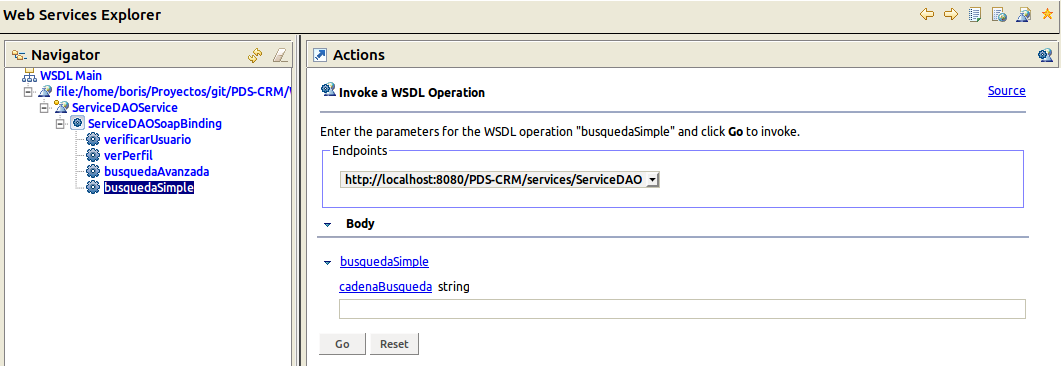 Web Services Explorer
Navigator
WSDL Main
file:/home/boris/Proyectos/git/PDS-CRM/
ServiceDAOService
ServiceDAOSoapBinding
verificarUsuario
verPerfil
busquedaAvanzada
busquedaSimple
Actions
Invoke a WSDL Operation
Source
Enter the parameters for the WSDL operation "busquedaSimple" and click Go to invoke.
Endpoints
http://localhost:8080/PDS-CRM/services/ServiceDAO
Body
busquedaSimple
cadenaBusqueda string
Go Reset